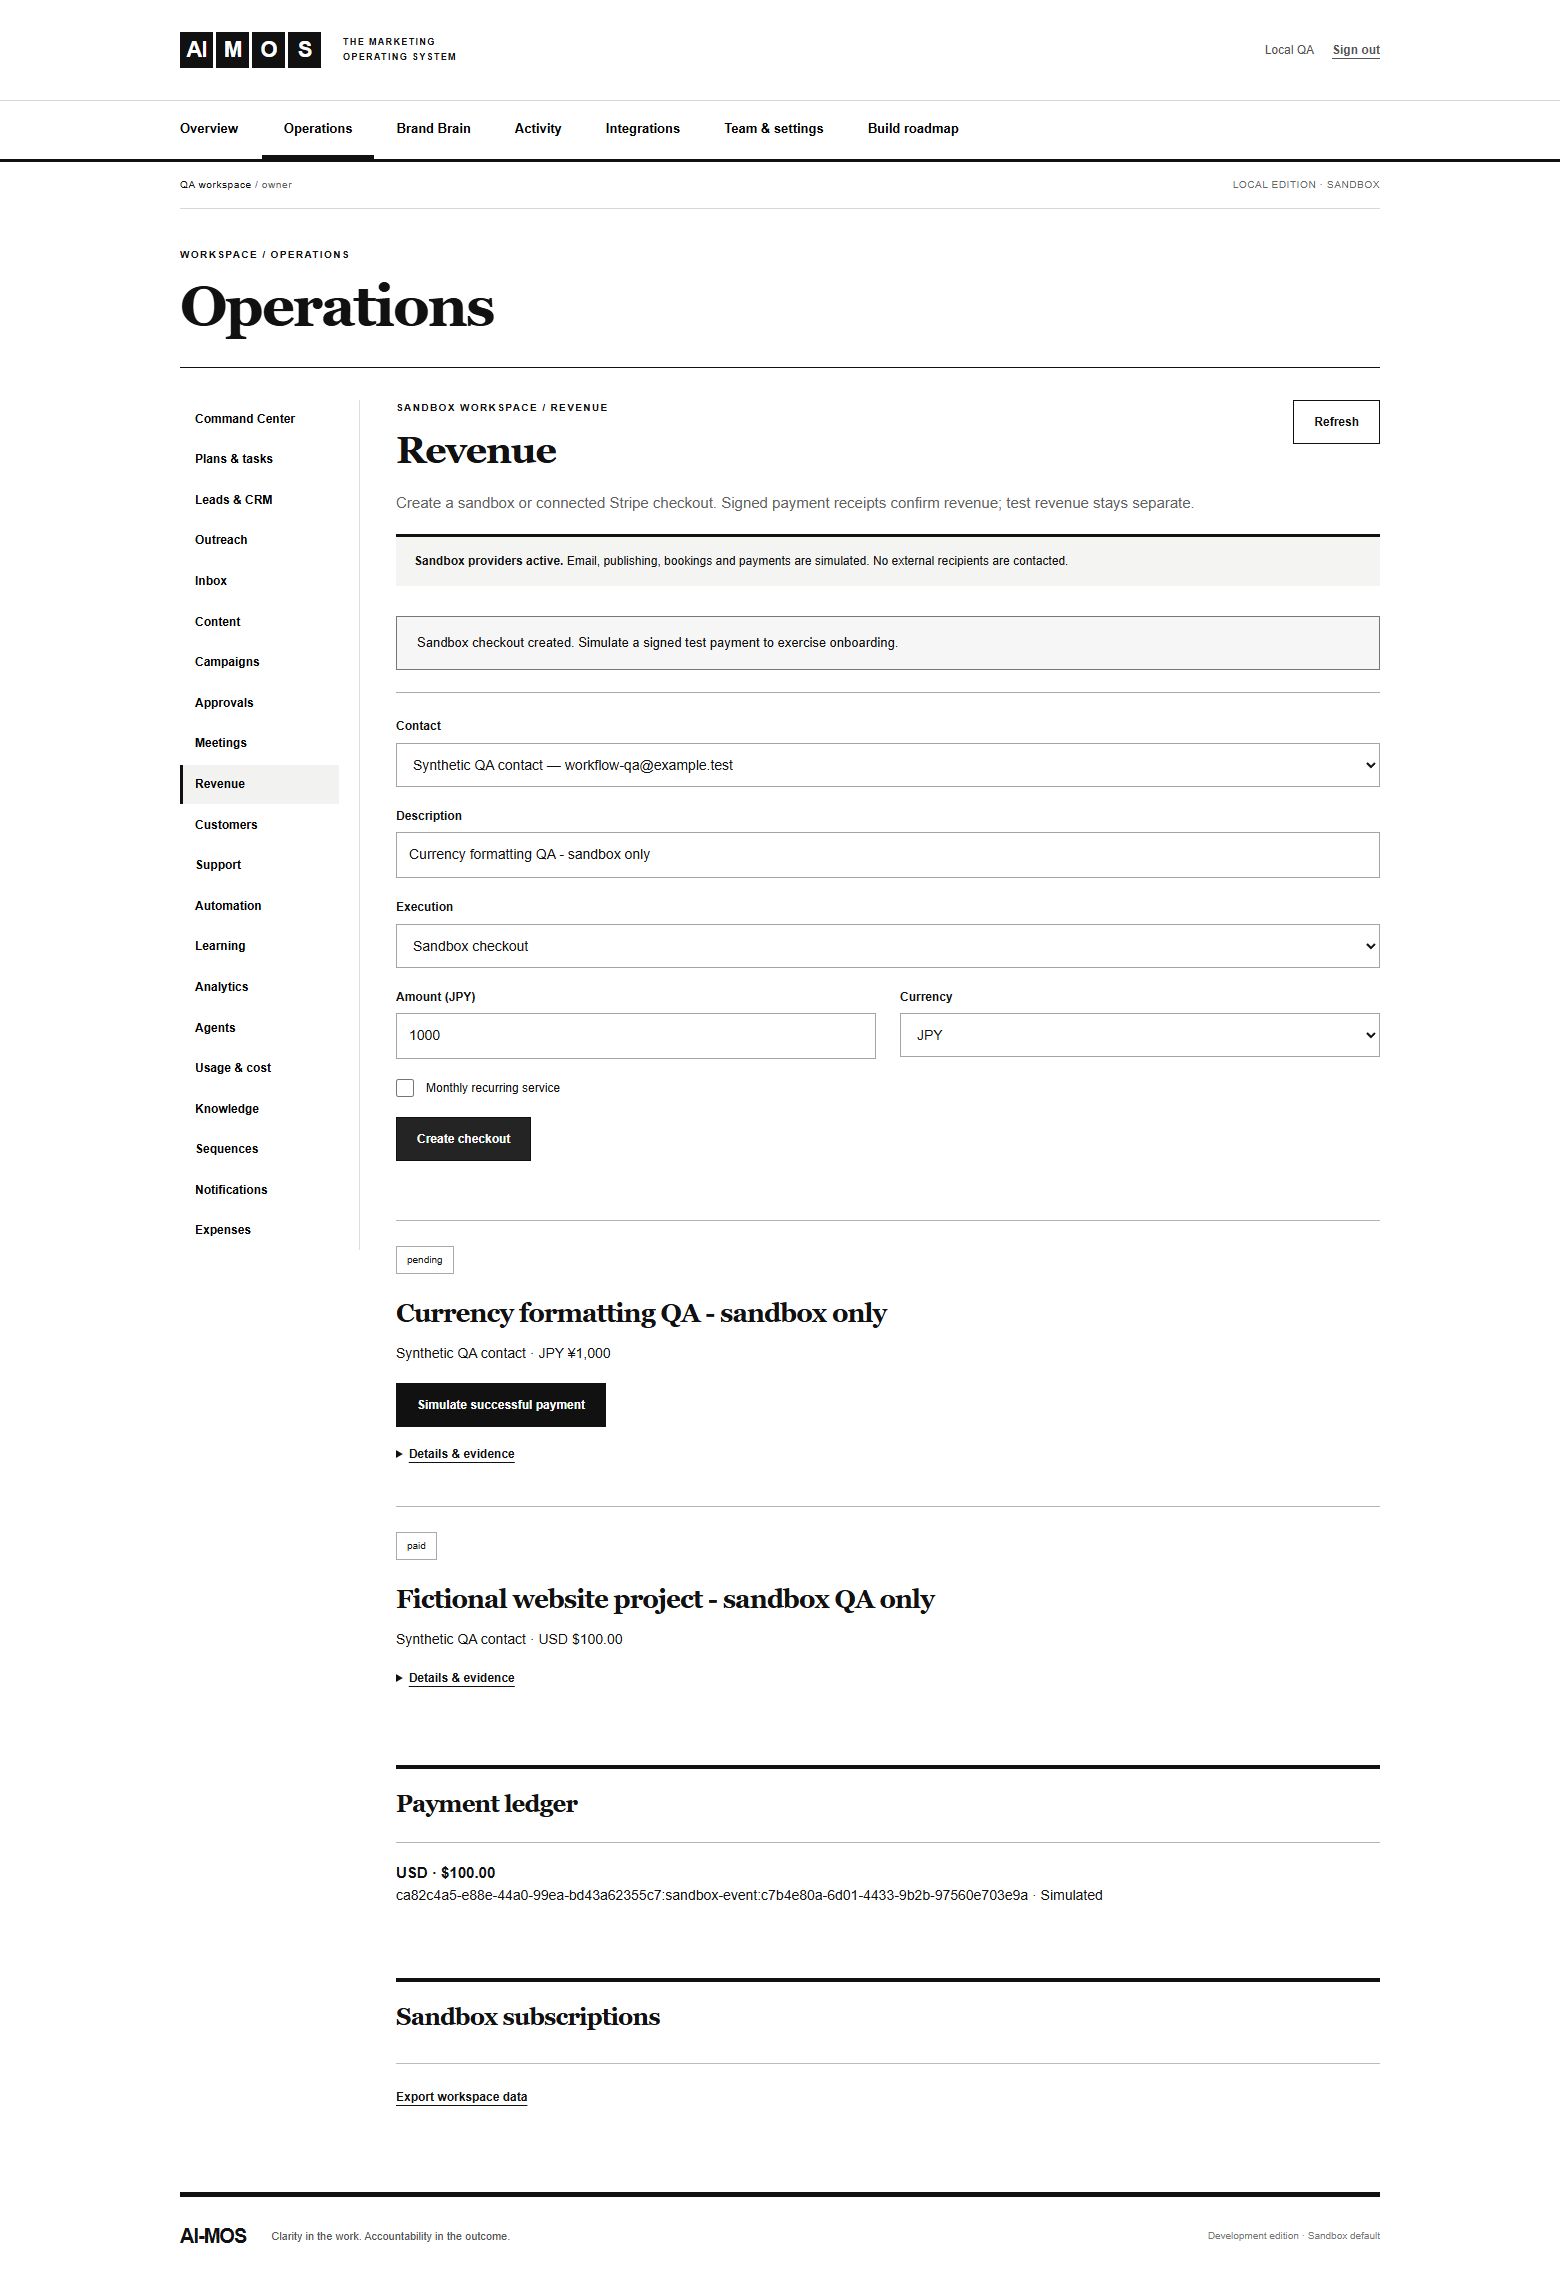 AI M O S
THE MARKETING
OPERATING SYSTEM
Local QA Sign out
Overview Operations Brand Brain Activity Integrations Team & settings Build roadmap
QA workspace / owner
LOCAL EDITION · SANDBOX
WORKSPACE / OPERATIONS
Operations
Command Center
Plans & tasks
Leads & CRM
Outreach
Inbox
Content
Campaigns
Approvals
Meetings
Revenue
Customers
Support
Automation
Learning
Analytics
Agents
Usage & cost
Knowledge
Sequences
Notifications
Expenses
SANDBOX WORKSPACE / REVENUE
Revenue
Refresh
Create a sandbox or connected Stripe checkout. Signed payment receipts confirm revenue; test revenue stays separate.
Sandbox providers active. Email, publishing, bookings and payments are simulated. No external recipients are contacted.
Sandbox checkout created. Simulate a signed test payment to exercise onboarding.
Contact
Synthetic QA contact — workflow-qa@example.test
Description
Currency formatting QA - sandbox only
Execution
Sandbox checkout
Amount (JPY) Currency
1000 JPY
Monthly recurring service
Create checkout
pending
Currency formatting QA - sandbox only
Synthetic QA contact · JPY ¥1,000
Simulate successful payment
Details & evidence
paid
Fictional website project - sandbox QA only
Synthetic QA contact · USD $100.00
Details & evidence
Payment ledger
USD · $100.00
ca82c4a5-e88e-44a0-99ea-bd43a62355c7:sandbox-event:c7b4e80a-6d01-4433-9b2b-97560e703e9a · Simulated
Sandbox subscriptions
Export workspace data
AI-MOS Clarity in the work. Accountability in the outcome.
Development edition · Sandbox default